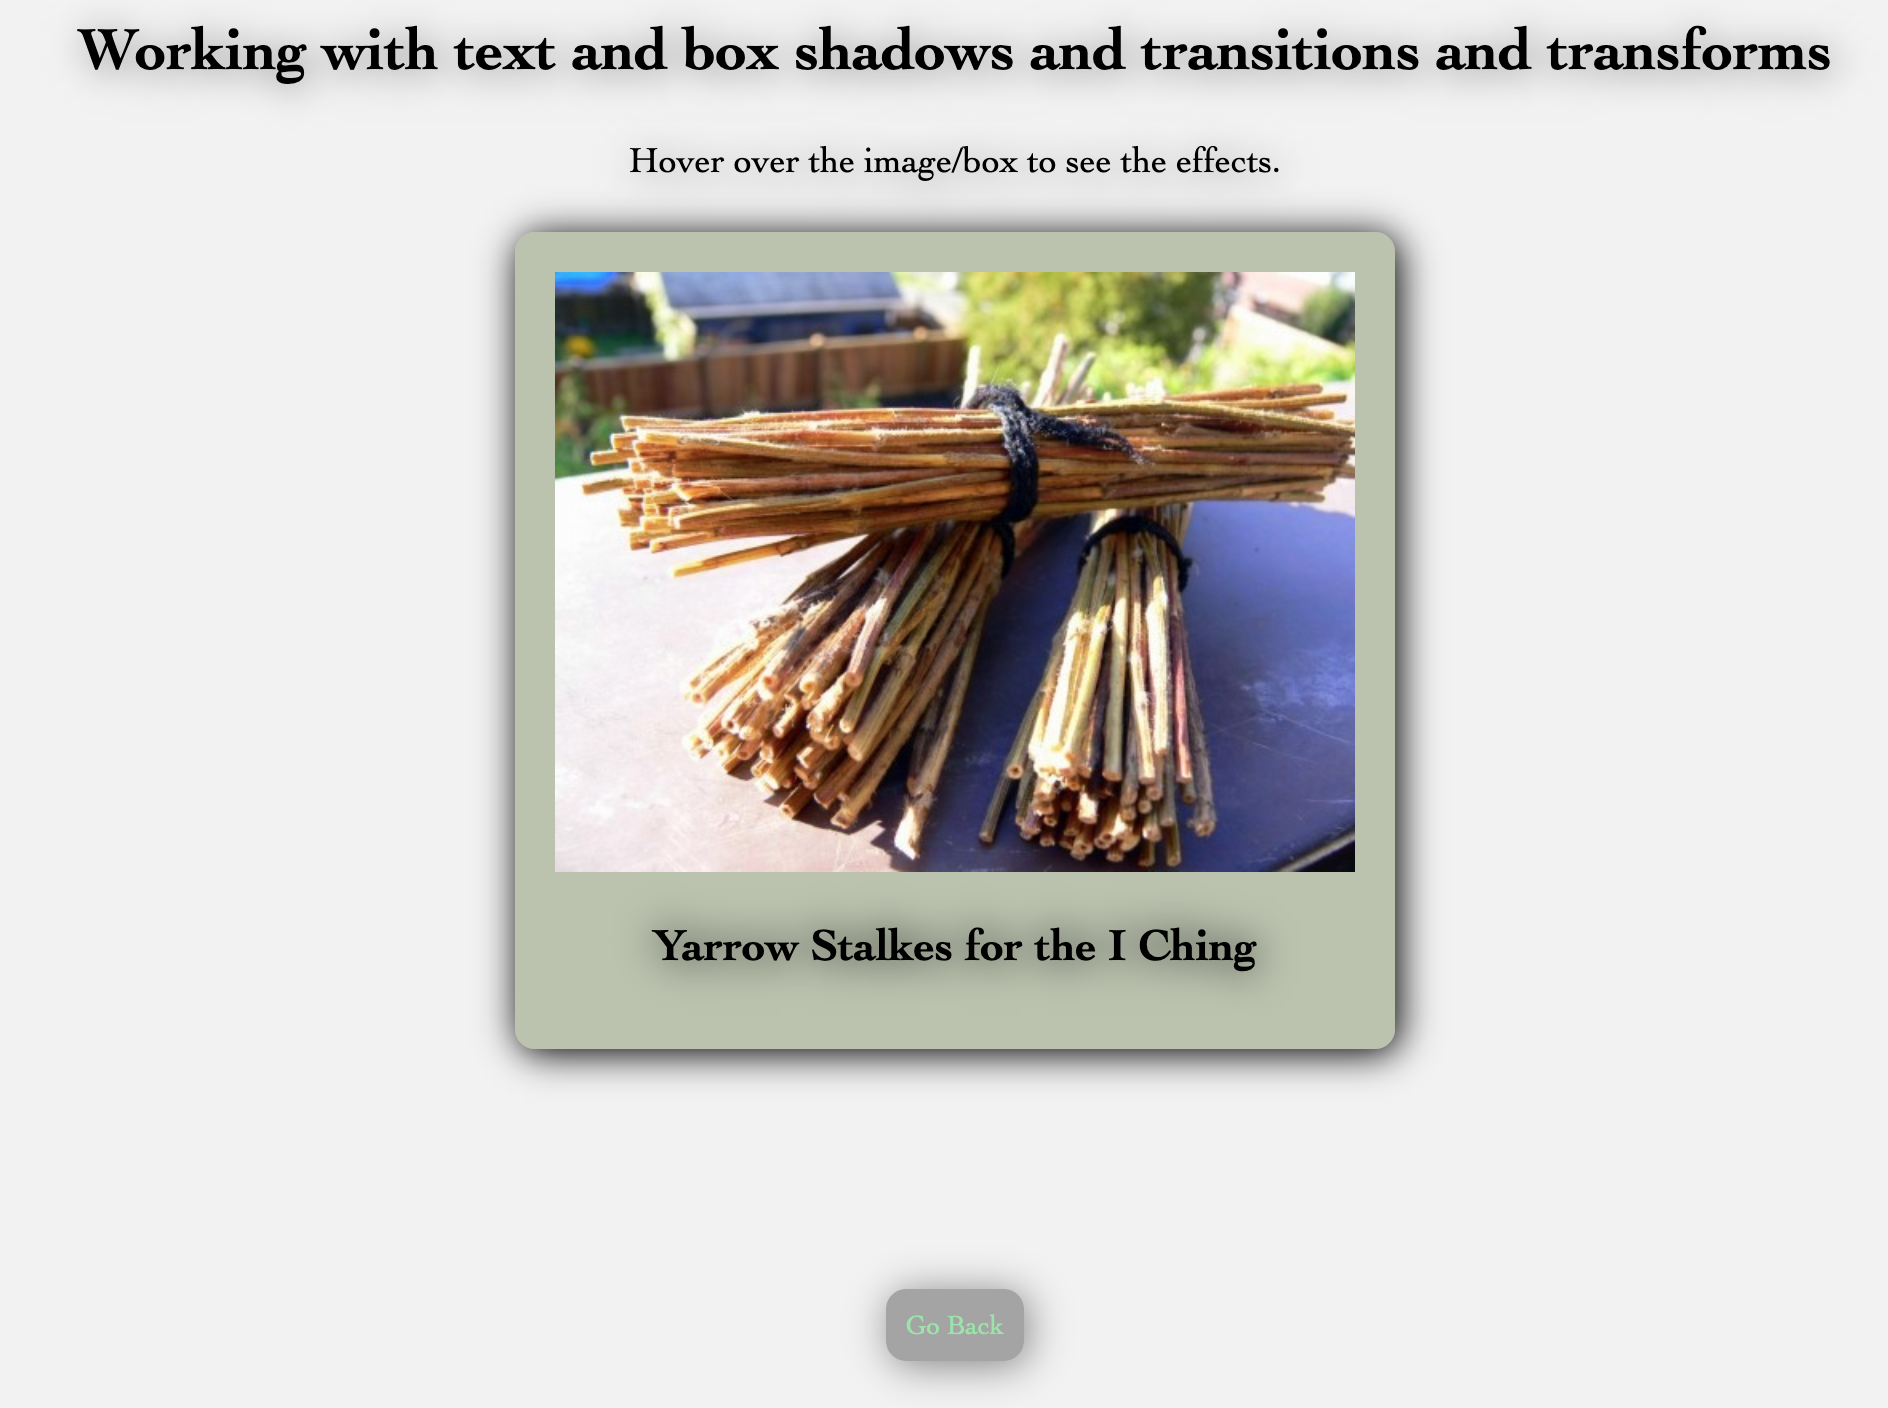 Working with text and box shadows and transitions and transforms
Hover over the image/box to see the effects.
Yarrow Stalkes for the I Ching
Go Back